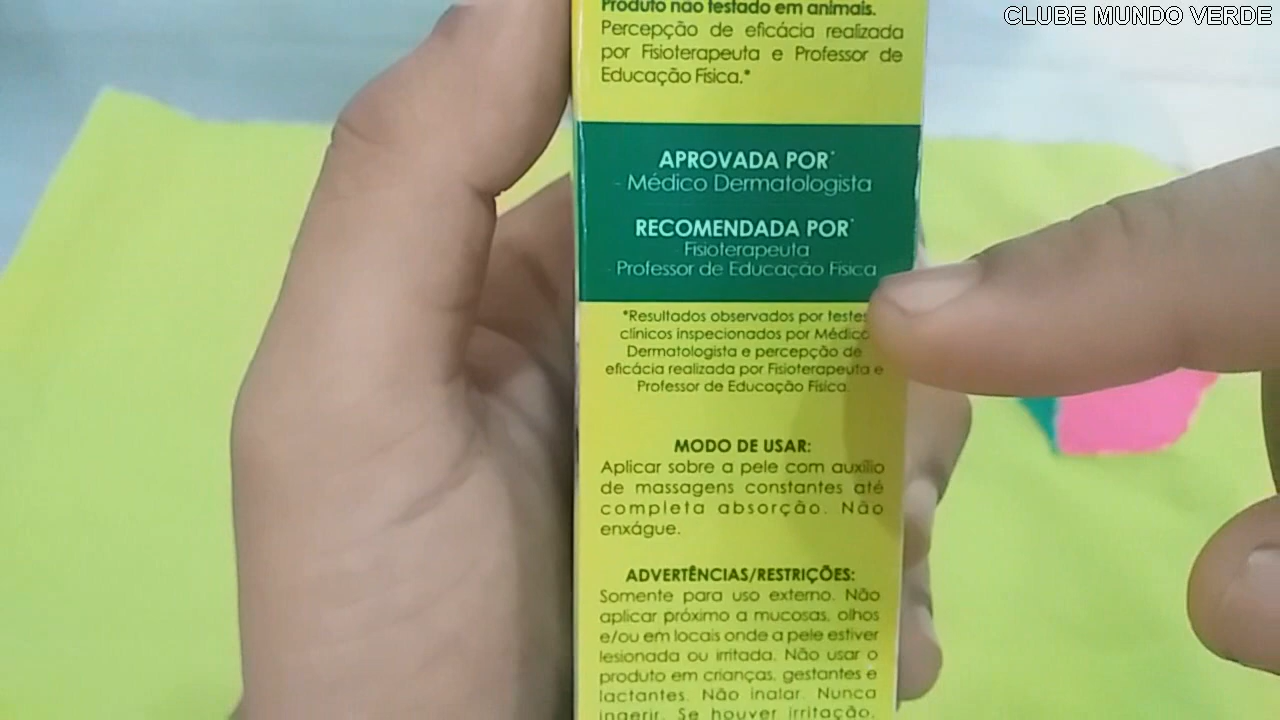 CLUBE MUNDO VERDE
Produto não testado em animais.
Percepção de eficácia realizada
por Fisioterapeuta e Professor de
Educação Física.*
APROVADA POR*
- Médico Dermatologista
RECOMENDADA POR*
- Fisioterapeuta
- Professor de Educação Física
*Resultados observados por testes
clínicos inspecionados por Médico
Dermatologista e percepção de
eficácia realizada por Fisioterapeuta e
Professor de Educação Física.
MODO DE USAR:
Aplicar sobre a pele com auxílio
de massagens constantes até
completa absorção. Não
enxágue.
ADVERTÊNCIAS/RESTRIÇÕES:
Somente para uso externo. Não
aplicar próximo a mucosas, olhos
e/ou em locais onde a pele estiver
lesionada ou irritada. Não usar o
produto em crianças, gestantes e
lactantes. Não inalar. Nunca
ingerir. Se houver irritação,